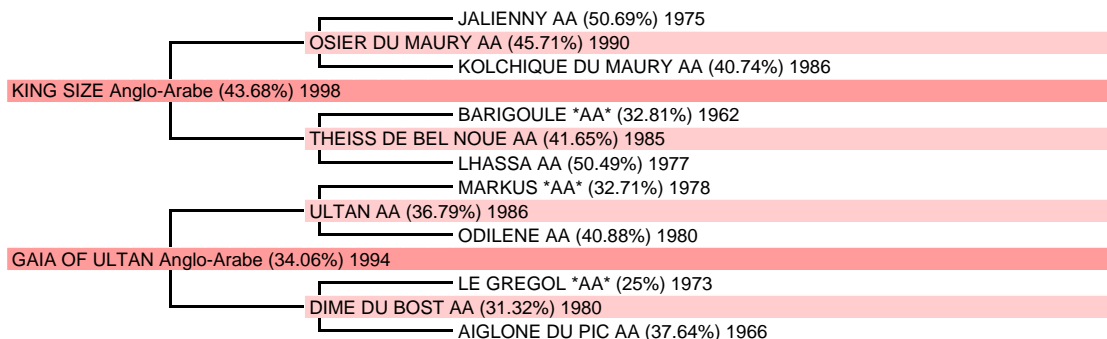 JALIENNY AA (50.69%) 1975
OSIER DU MAURY AA (45.71%) 1990
KOLCHIQUE DU MAURY AA (40.74%) 1986
KING SIZE Anglo-Arabe (43.68%) 1998
BARIGOULE *AA* (32.81%) 1962
THEISS DE BEL NOUE AA (41.65%) 1985
LHASSA AA (50.49%) 1977
MARKUS *AA* (32.71%) 1978
ULTAN AA (36.79%) 1986
ODILENE AA (40.88%) 1980
GAIA OF ULTAN Anglo-Arabe (34.06%) 1994
LE GREGOL *AA* (25%) 1973
DIME DU BOST AA (31.32%) 1980
AIGLONE DU PIC AA (37.64%) 1966